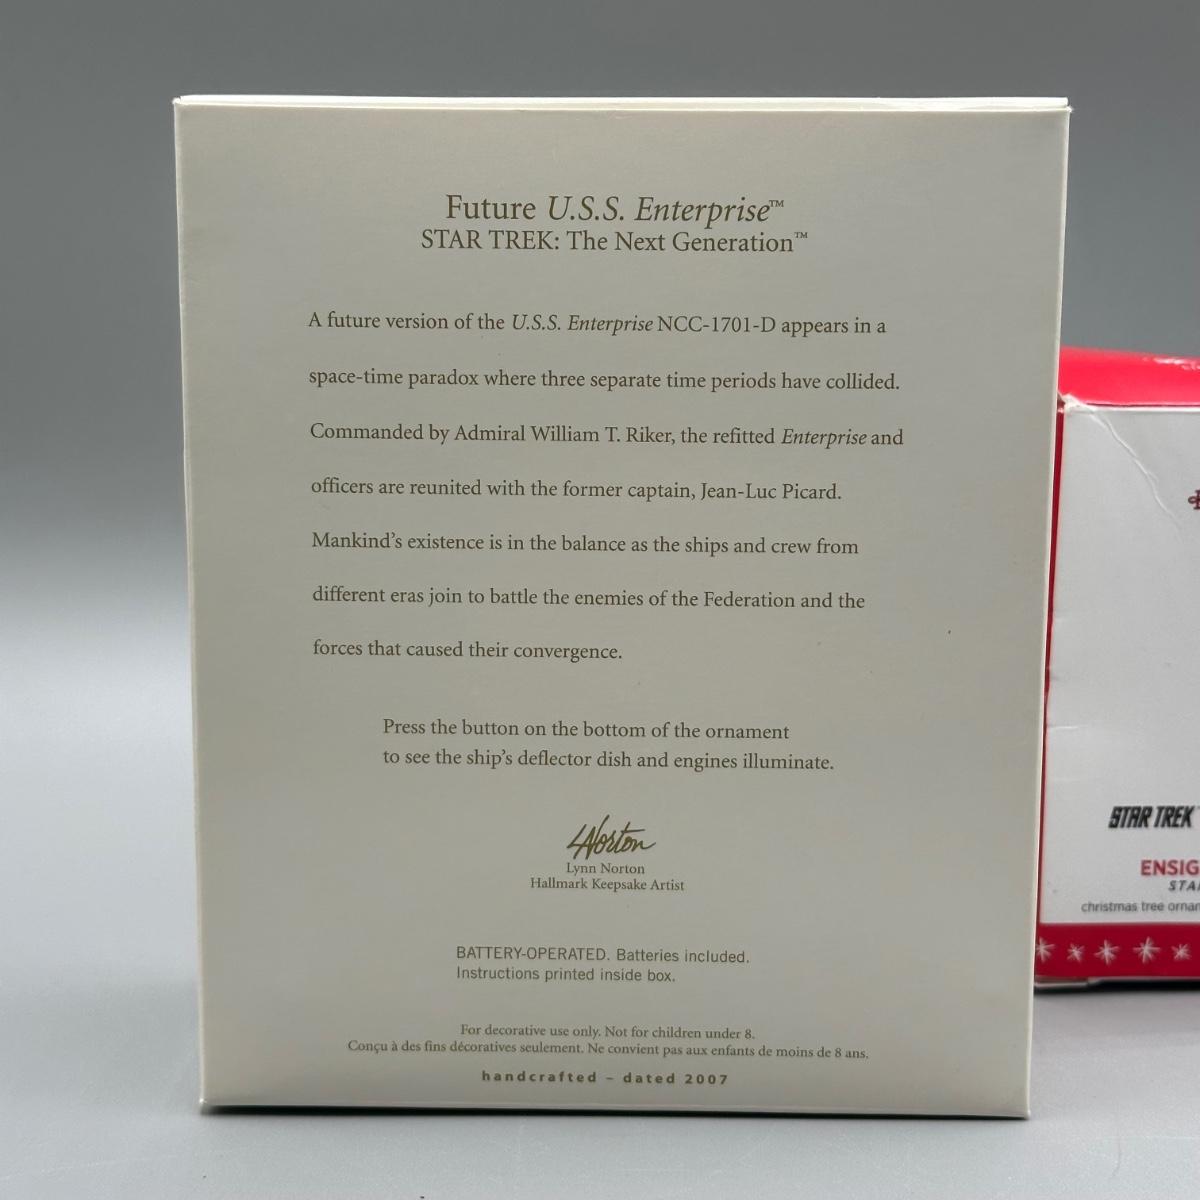 Future U.S.S. Enterprise™
STAR TREK: The Next Generation™
A future version of the U.S.S. Enterprise NCC-1701-D appears in a
space-time paradox where three separate time periods have collided.
Commanded by Admiral William T. Riker, the refitted Enterprise and
officers are reunited with the former captain, Jean-Luc Picard.
Mankind's existence is in the balance as the ships and crew from
different eras join to battle the enemies of the Federation and the
forces that caused their convergence.
Press the button on the bottom of the ornament
to see the ship's deflector dish and engines illuminate.
LNorton
Lynn Norton
Hallmark Keepsake Artist
BATTERY-OPERATED. Batteries included.
Instructions printed inside box.
For decorative use only. Not for children under 8.
Conçu à des fins décoratives seulement. Ne convient pas aux enfants de moins de 8 ans.
handcrafted – dated 2007
STAR TREK
ENSIG
STA
christmas tree ornam